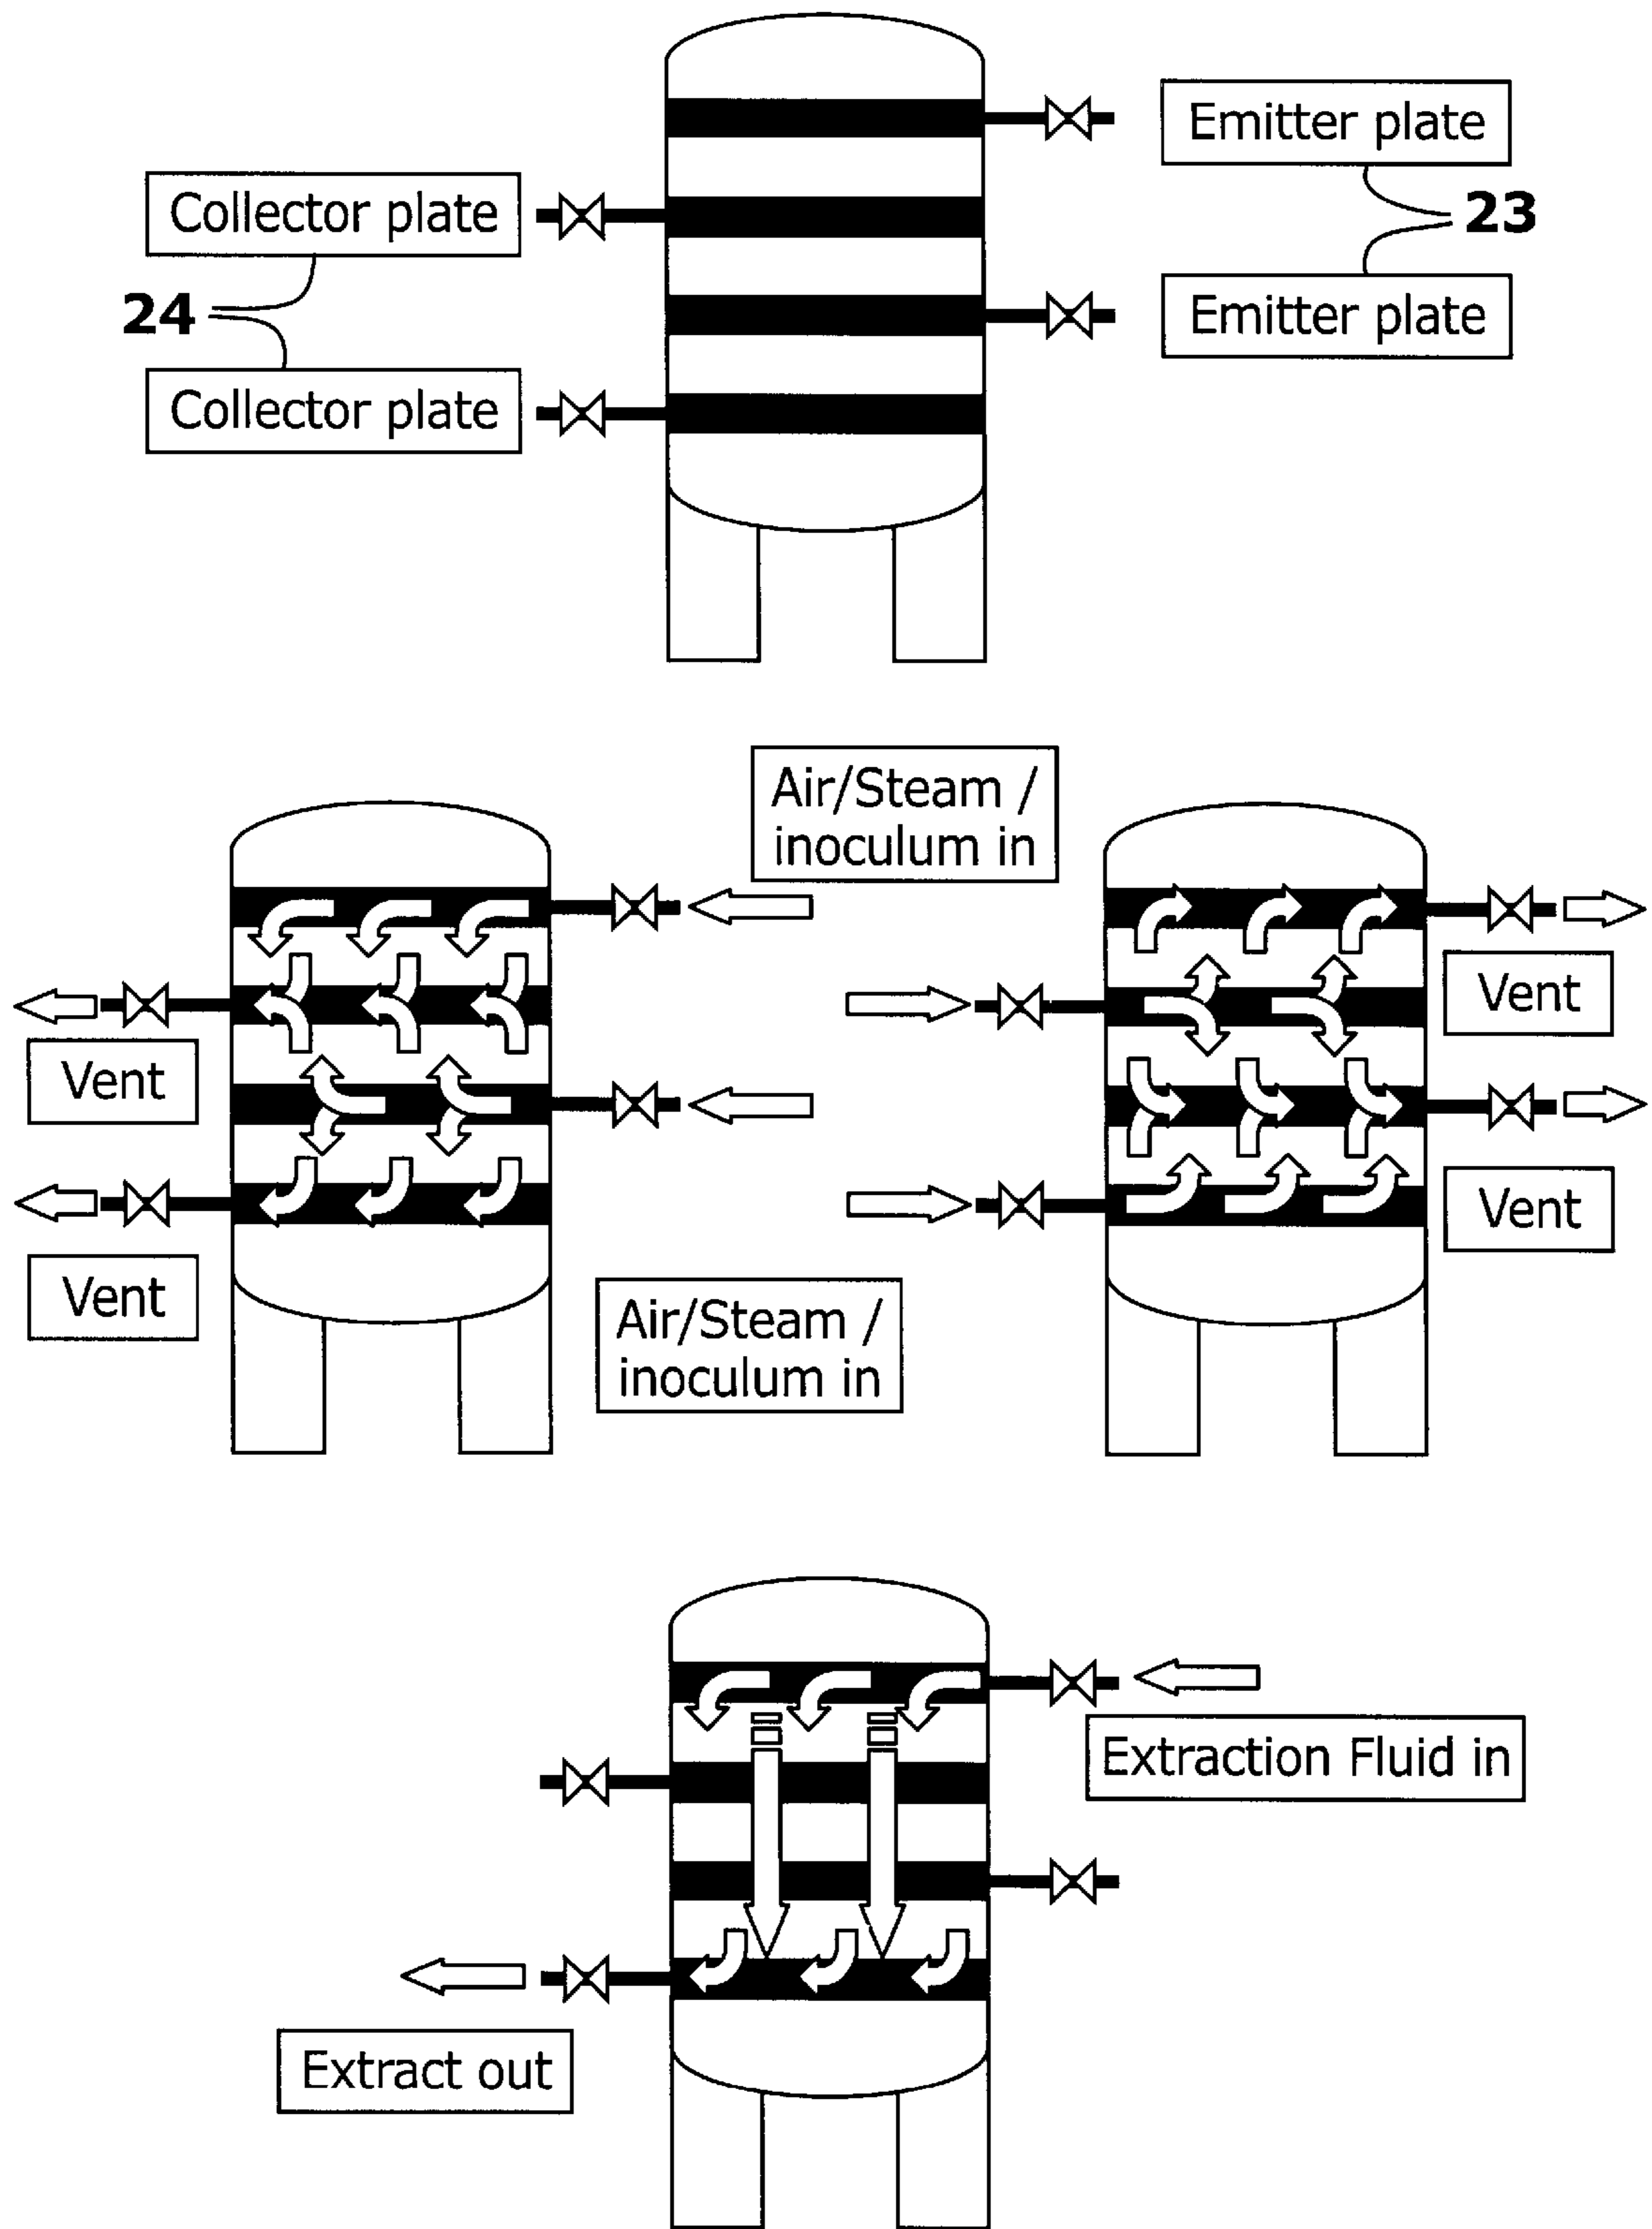 Emitter plate
Collector plate
23
24
Emitter plate
Collector plate
Air/Steam /
inoculum in
Vent
Vent
Vent
Vent
Air/Steam /
inoculum in
Extraction Fluid in
Extract out